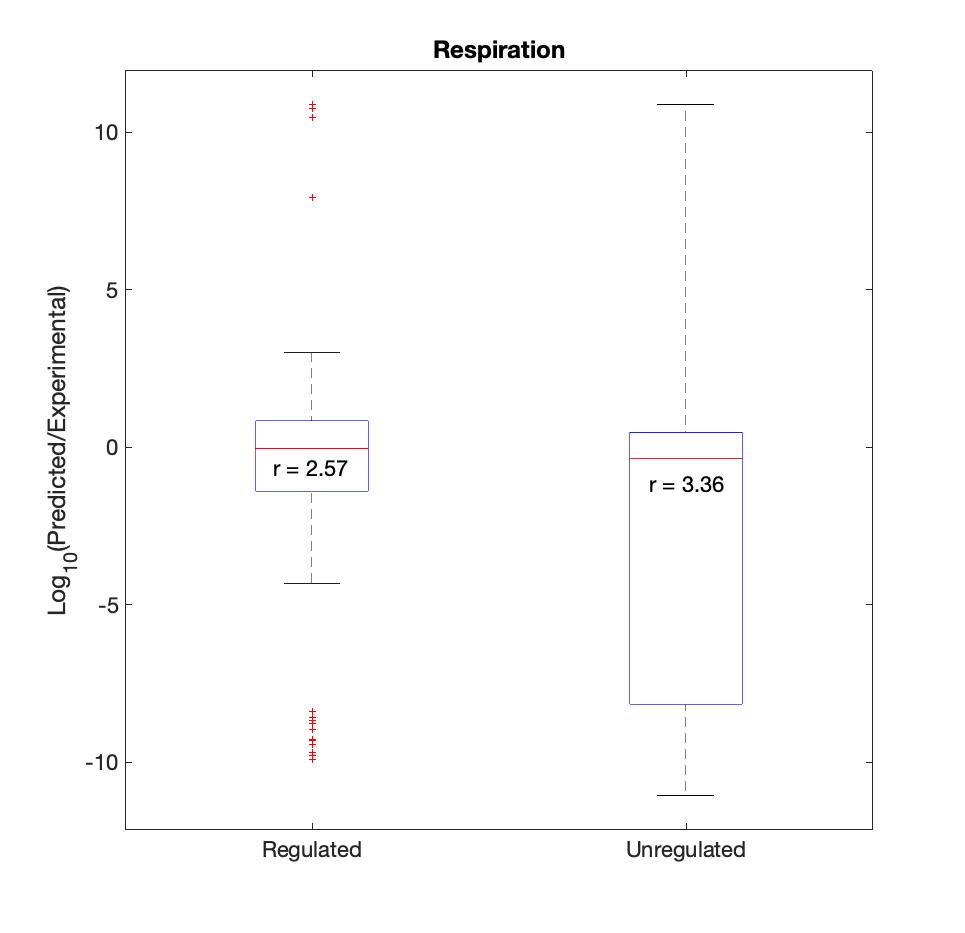 Respiration
Log10(Predicted/Experimental)
10
5
0
-5
-10
r = 2.57
r = 3.36
Regulated
Unregulated